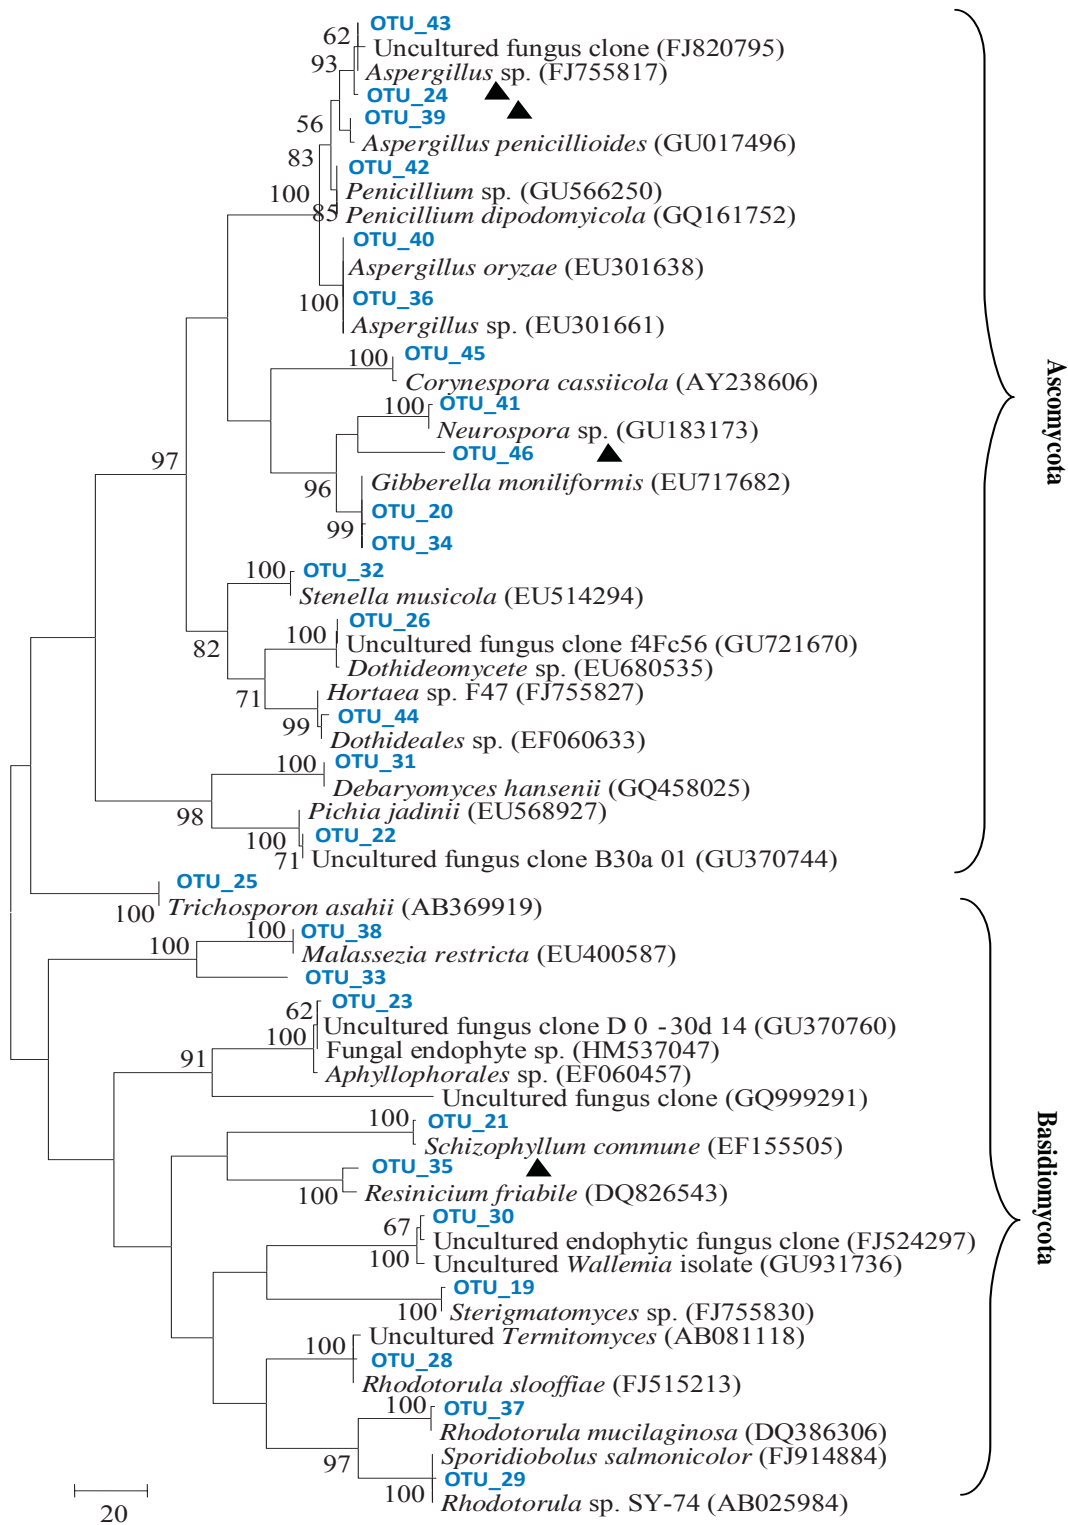 OTU_43
62
Uncultured fungus clone (FJ820795)
93
Aspergillus sp. (FJ755817)
OTU_24
OTU_39
56
Aspergillus penicillioides (GU017496)
83
OTU_42
100
Penicillium sp. (GU566250)
85
Penicillium dipodomyicola (GQ161752)
OTU_40
Aspergillus oryzae (EU301638)
100
OTU_36
Aspergillus sp. (EU301661)
100
OTU_45
Corynespora cassiicola (AY238606)
100
OTU_41
Neurospora sp. (GU183173)
OTU_46
97
96
Gibberella moniliformis (EU717682)
OTU_20
99
OTU_34
100
OTU_32
Stenella musicola (EU514294)
OTU_26
100
82
Uncultured fungus clone f4Fc56 (GU721670)
Dothideomycete sp. (EU680535)
71
Hortaea sp. F47 (FJ755827)
99
OTU_44
Dothideales sp. (EF060633)
100
OTU_31
Debaryomyces hansenii (GQ458025)
98
Pichia jadinii (EU568927)
100
OTU_22
71
Uncultured fungus clone B30a 01 (GU370744)
Ascomycota
OTU_25
100
Trichosporon asahii (AB369919)
100
OTU_38
100
Malassezia restricta (EU400587)
OTU_33
OTU_23
62
Uncultured fungus clone D 0 -30d 14 (GU370760)
100
Fungal endophyte sp. (HM537047)
91
Aphyllophorales sp. (EF060457)
Uncultured fungus clone (GQ999291)
100
OTU_21
Schizophyllum commune (EF155505)
OTU_35
100
Resinicium friabile (DQ826543)
OTU_30
67
Uncultured endophytic fungus clone (FJ524297)
100
Uncultured Wallemia isolate (GU931736)
OTU_19
100
Sterigmatomyces sp. (FJ755830)
Uncultured Termitomyces (AB081118)
100
OTU_28
Rhodotorula slooffiae (FJ515213)
100
OTU_37
Rhodotorula mucilaginosa (DQ386306)
97
Sporidiobolus salmonicolor (FJ914884)
OTU_29
100
Rhodotorula sp. SY-74 (AB025984)
Basidiomycota
20